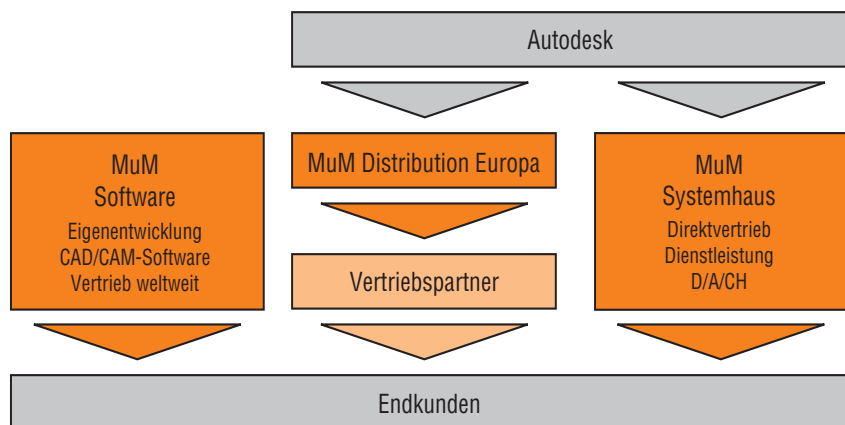 Autodesk
MuM
Software
Eigenentwicklung
CAD/CAM-Software
Vertrieb weltweit
MuM Distribution Europa
Vertriebspartner
MuM
Systemhaus
Direktvertrieb
Dienstleistung
D/A/CH
Endkunden